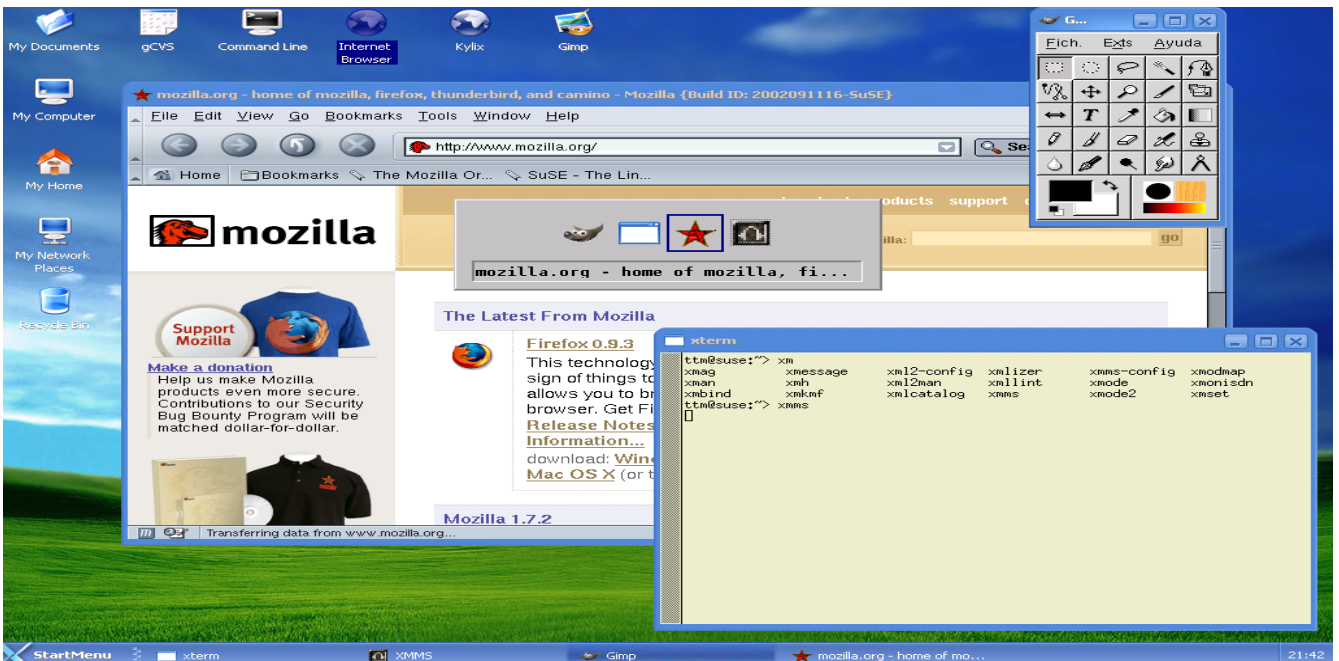 My Documents
gCVS
Command Line
Internet
Browser
Kylix
Gimp
My Computer
My Home
My Network
Places
Recycle Bin
mozilla.org - home of mozilla, firefox, thunderbird, and camino - Mozilla {Build ID: 2002091116-SuSE}
File Edit View Go Bookmarks Tools Window Help
http://www.mozilla.org/
Home Bookmarks The Mozilla Or... SuSE - The Lin...
support
go
mozilla
mozilla.org - home of mozilla, fi...
Support
Mozilla
Make a donation
Help us make Mozilla
products even more secure.
Contributions to our Security
Bug Bounty Program will be
matched dollar-for-dollar.
The Latest From Mozilla
Firefox 0.9.3
This technology
sign of things to
allows you to
browser. Get
Release Notes
Information...
download:
Mac OS X (or
Mozilla 1.7.2
Transferring data from www.mozilla.org...
G...
Fich. Exts Ayuda
xterm
ttm@suse:~> xm
xmag xmessage xml2-config xmlizer xmms-config xmodmap
xman xmh xml2man xmllint xmode xmonisdn
xmbind xmkmf xmlcatalog xmms xmode2 xmset
ttm@suse:~> xmms
StartMenu
xterm
XMMS
Gimp
mozilla.org - home of mo...
21:42